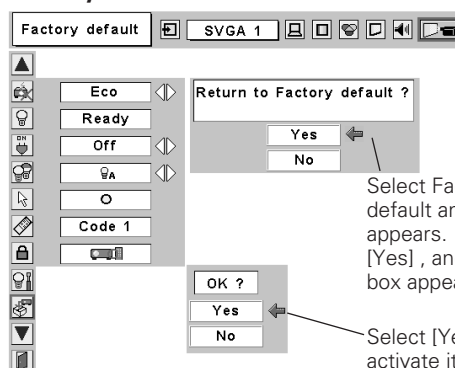 Factory default
SVGA 1
Eco
Ready
ON
Off
A
Code 1
Return to Factory default ?
Yes
No
Select Fa
default an
appears.
[Yes] , an
box appea
OK ?
Yes
No
Select [Ye
activate it